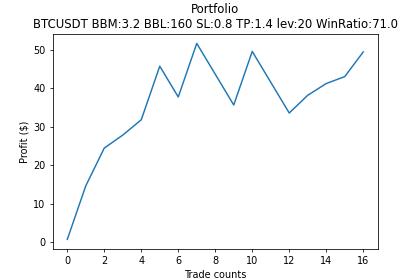 Portfolio
BTCUSDT BBM:3.2 BBL:160 SL:0.8 TP:1.4 lev:20 WinRatio:71.0
50
40
30
20
10
0
Profit ($)
0 2 4 6 8 10 12 14 16
Trade counts